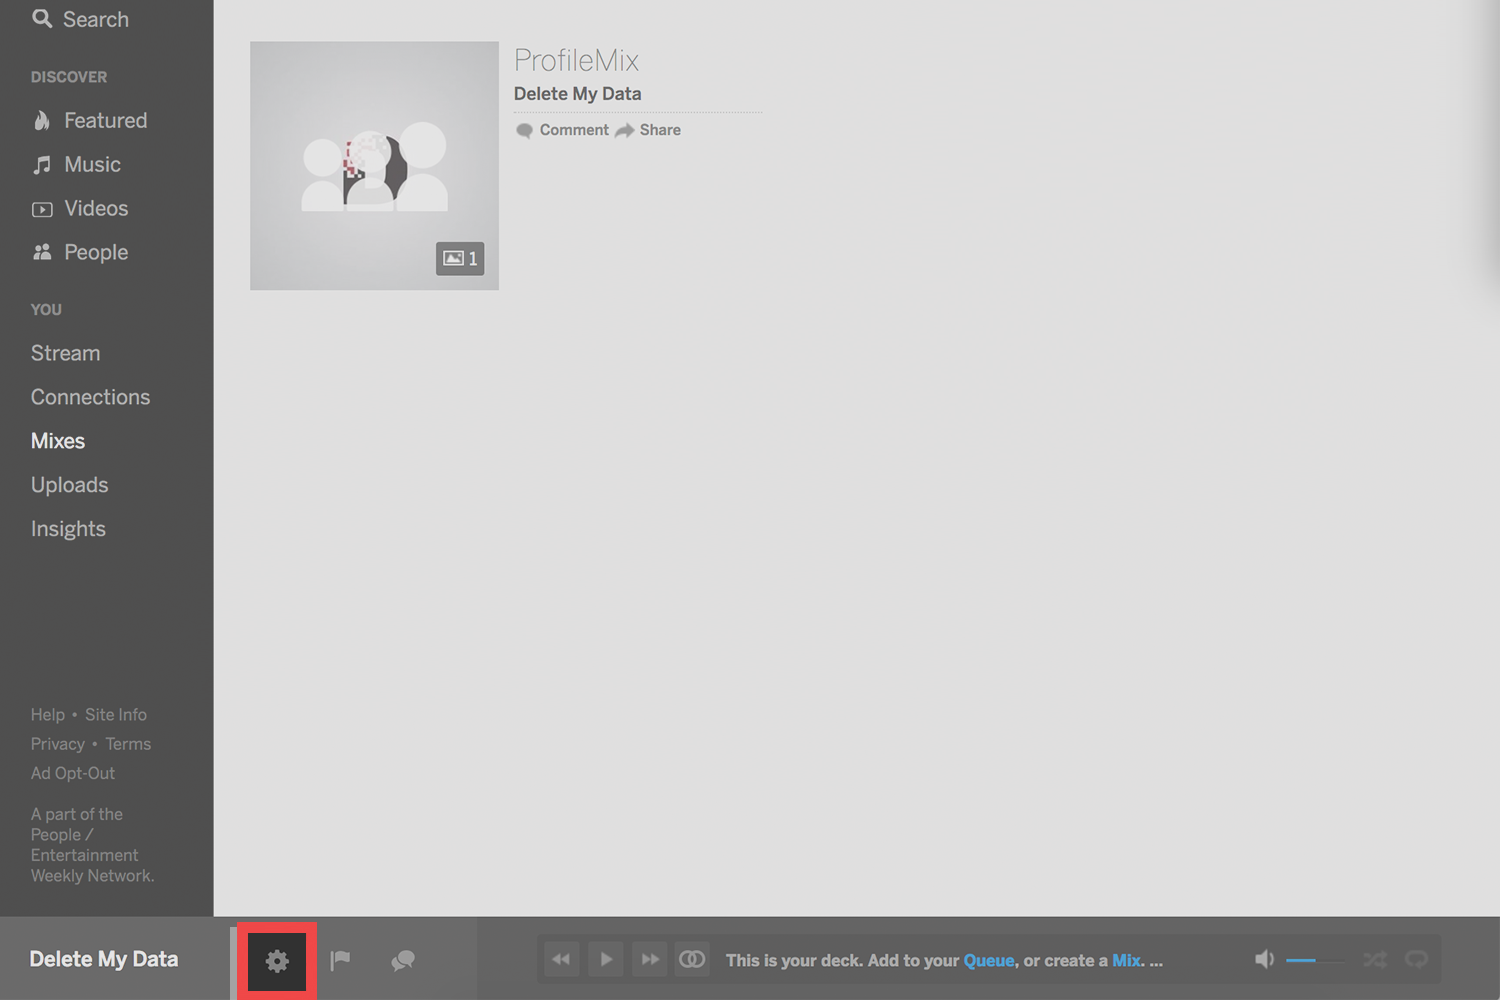 Search
DISCOVER
Featured
Music
Videos
People
YOU
Stream
Connections
Mixes
Uploads
Insights
Help • Site Info
Privacy • Terms
Ad Opt-Out
A part of the
People /
Entertainment
Weekly Network.
ProfileMix
Delete My Data
Comment Share
1
Delete My Data
This is your deck. Add to your Queue, or create a Mix. ...